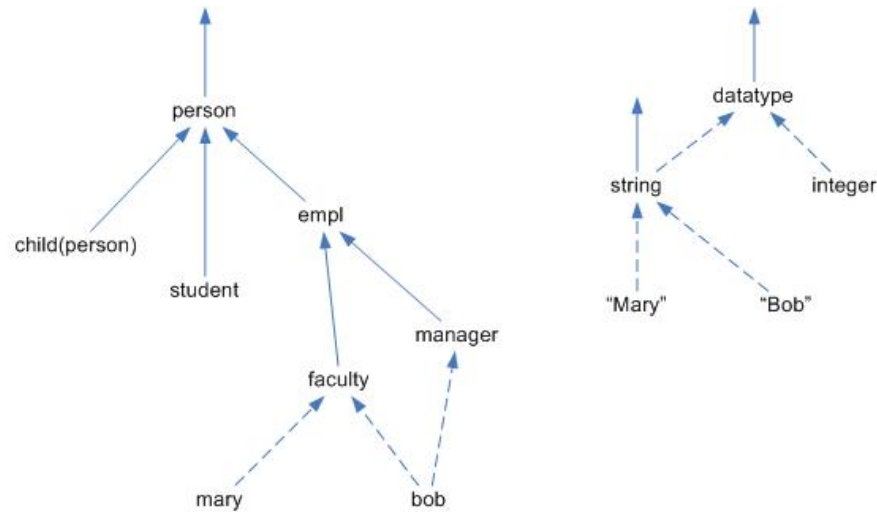 person
datatype
string
integer
empl
child(person)
student
“Mary”
“Bob”
manager
faculty
mary
bob